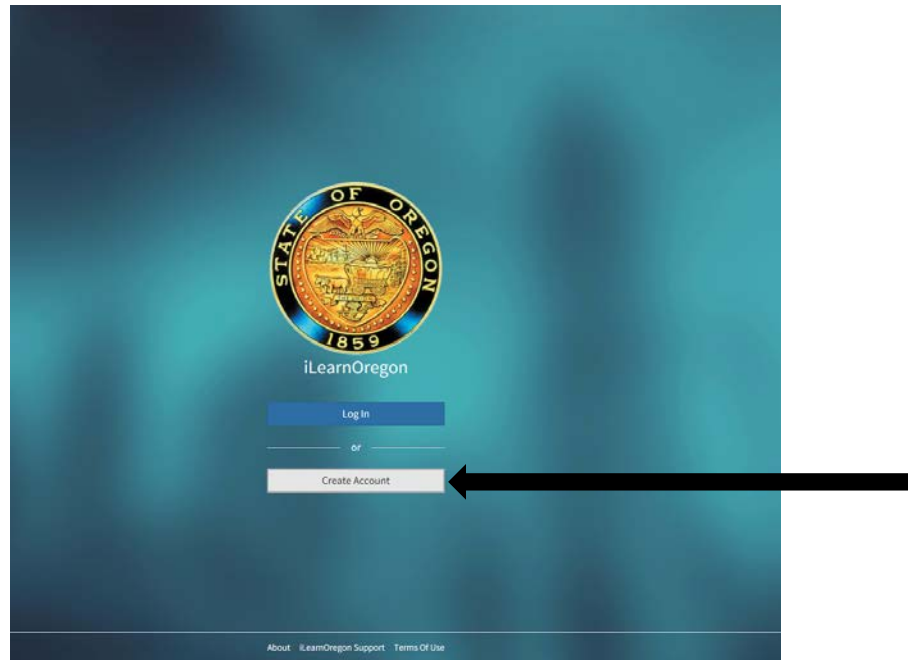 STATE OF OREGON
1859
iLearnOregon
Log In
or
Create Account
About iLearnOregon Support Terms Of Use